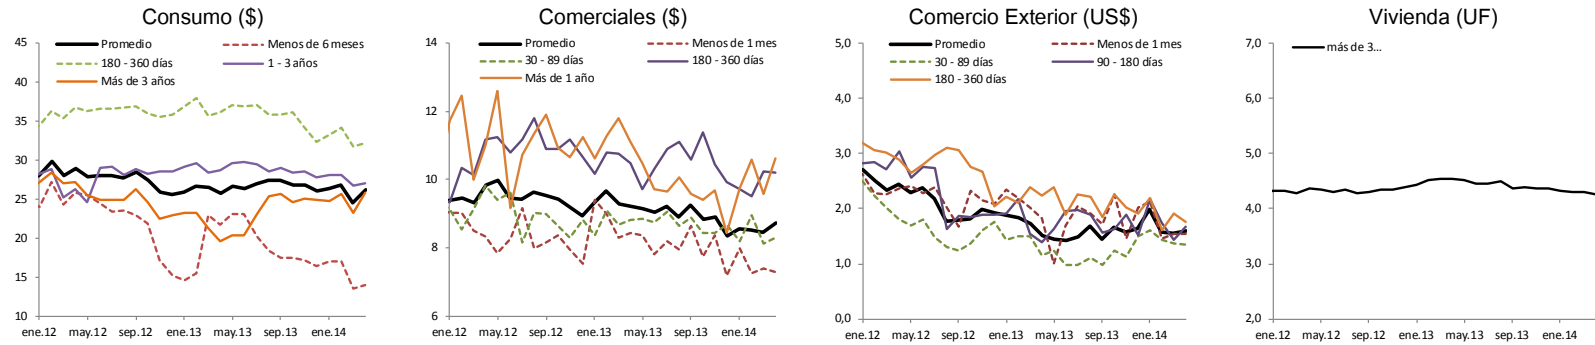 Consumo ($)
Promedio
Menos de 6 meses
180 - 360 días
1 - 3 años
Más de 3 años
45
40
35
30
25
20
15
10
ene.12 may.12 sep.12 ene.13 may.13 sep.13 ene.14
Comerciales ($)
Promedio
Menos de 1 mes
30 - 89 días
180 - 360 días
Más de 1 año
14
12
10
8
6
ene.12 may.12 sep.12 ene.13 may.13 sep.13 ene.14
Comercio Exterior (US$)
Promedio
Menos de 1 mes
30 - 89 días
90 - 180 días
180 - 360 días
5,0
4,0
3,0
2,0
1,0
0,0
ene.12 may.12 sep.12 ene.13 may.13 sep.13 ene.14
Vivienda (UF)
más de 3...
7,0
6,0
5,0
4,0
3,0
2,0
ene.12 may.12 sep.12 ene.13 may.13 sep.13 ene.14